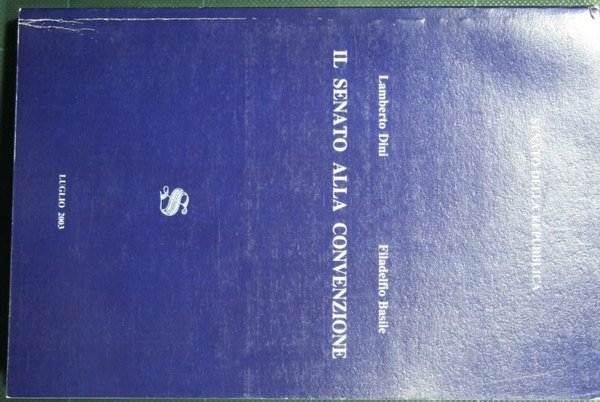 SENATO DELLA REPUBBLICA
Lamberto Dini Filadelfio Basile
IL SENATO ALLA CONVENZIONE
S
LUGLIO 2003